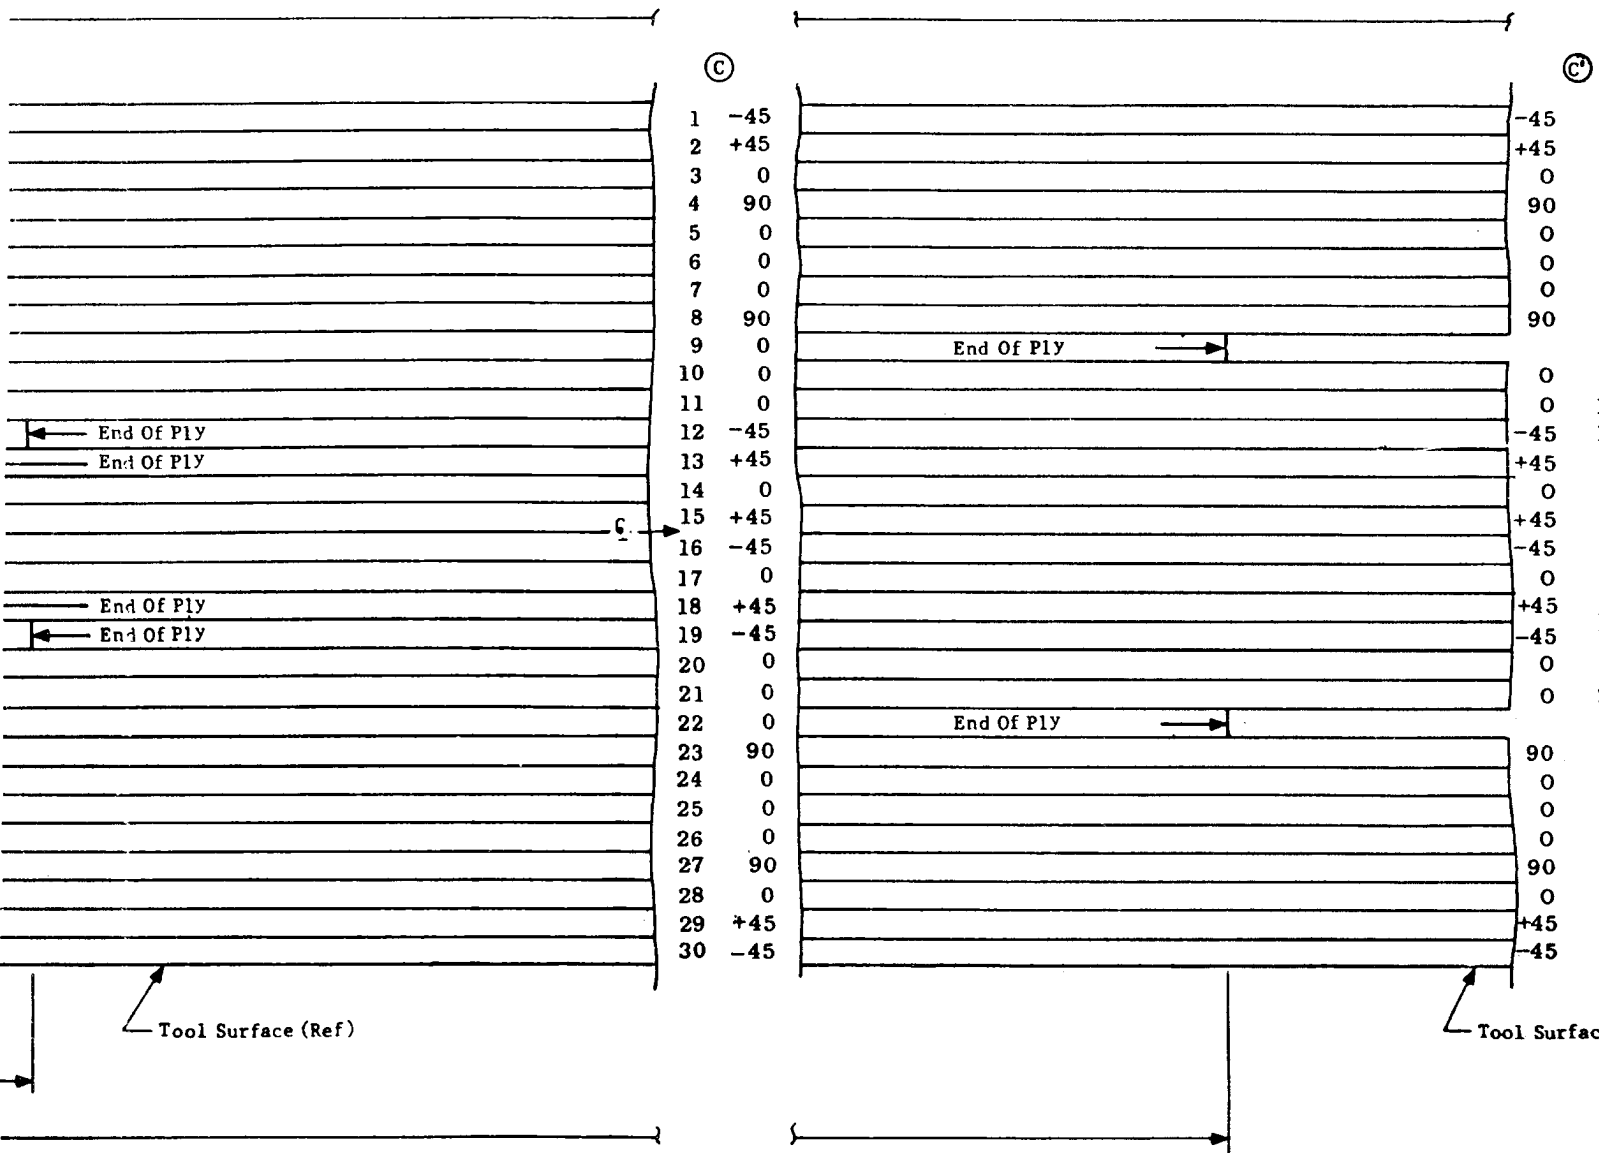 C C'
1 -45 -45
2 +45 +45
3 0 0
4 90 90
5 0 0
6 0 0
7 0 0
8 90 90
9 0 End Of Ply
10 0 0
11 0 0
End Of Ply 12 -45 -45
End Of Ply 13 +45 +45
14 0 0
15 +45 +45
16 -45 -45
17 0 0
End Of Ply 18 +45 +45
End Of Ply 19 -45 -45
20 0 0
21 0 0
22 0 End Of Ply
23 90 90
24 0 0
25 0 0
26 0 0
27 90 90
28 0 0
29 +45 +45
30 -45 -45
Tool Surface (Ref) Tool Surfac